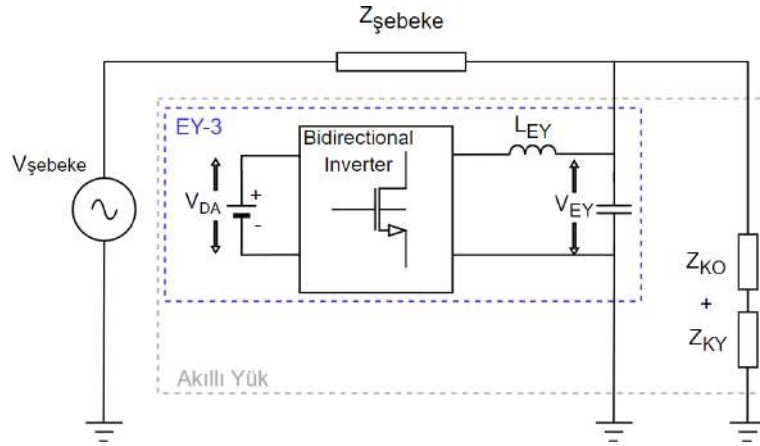 Zşebeke
EY-3
Bidirectional
Inverter
LEY
Vşebeke
VDA
+
-
VEY
ZKO
+
ZKY
Akıllı Yük